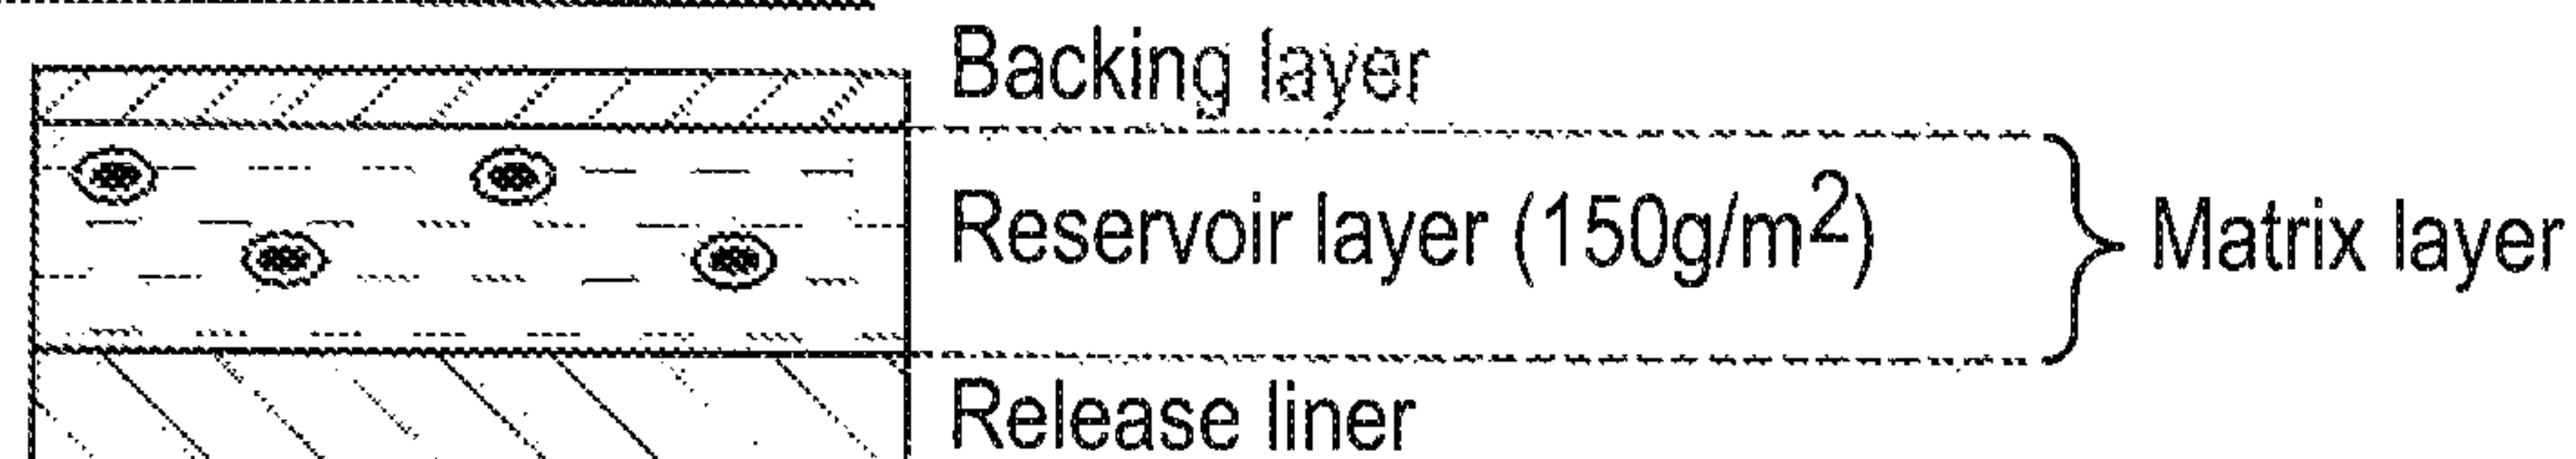 Backing layer
Reservoir layer (150g/m²)
Matrix layer
Release liner